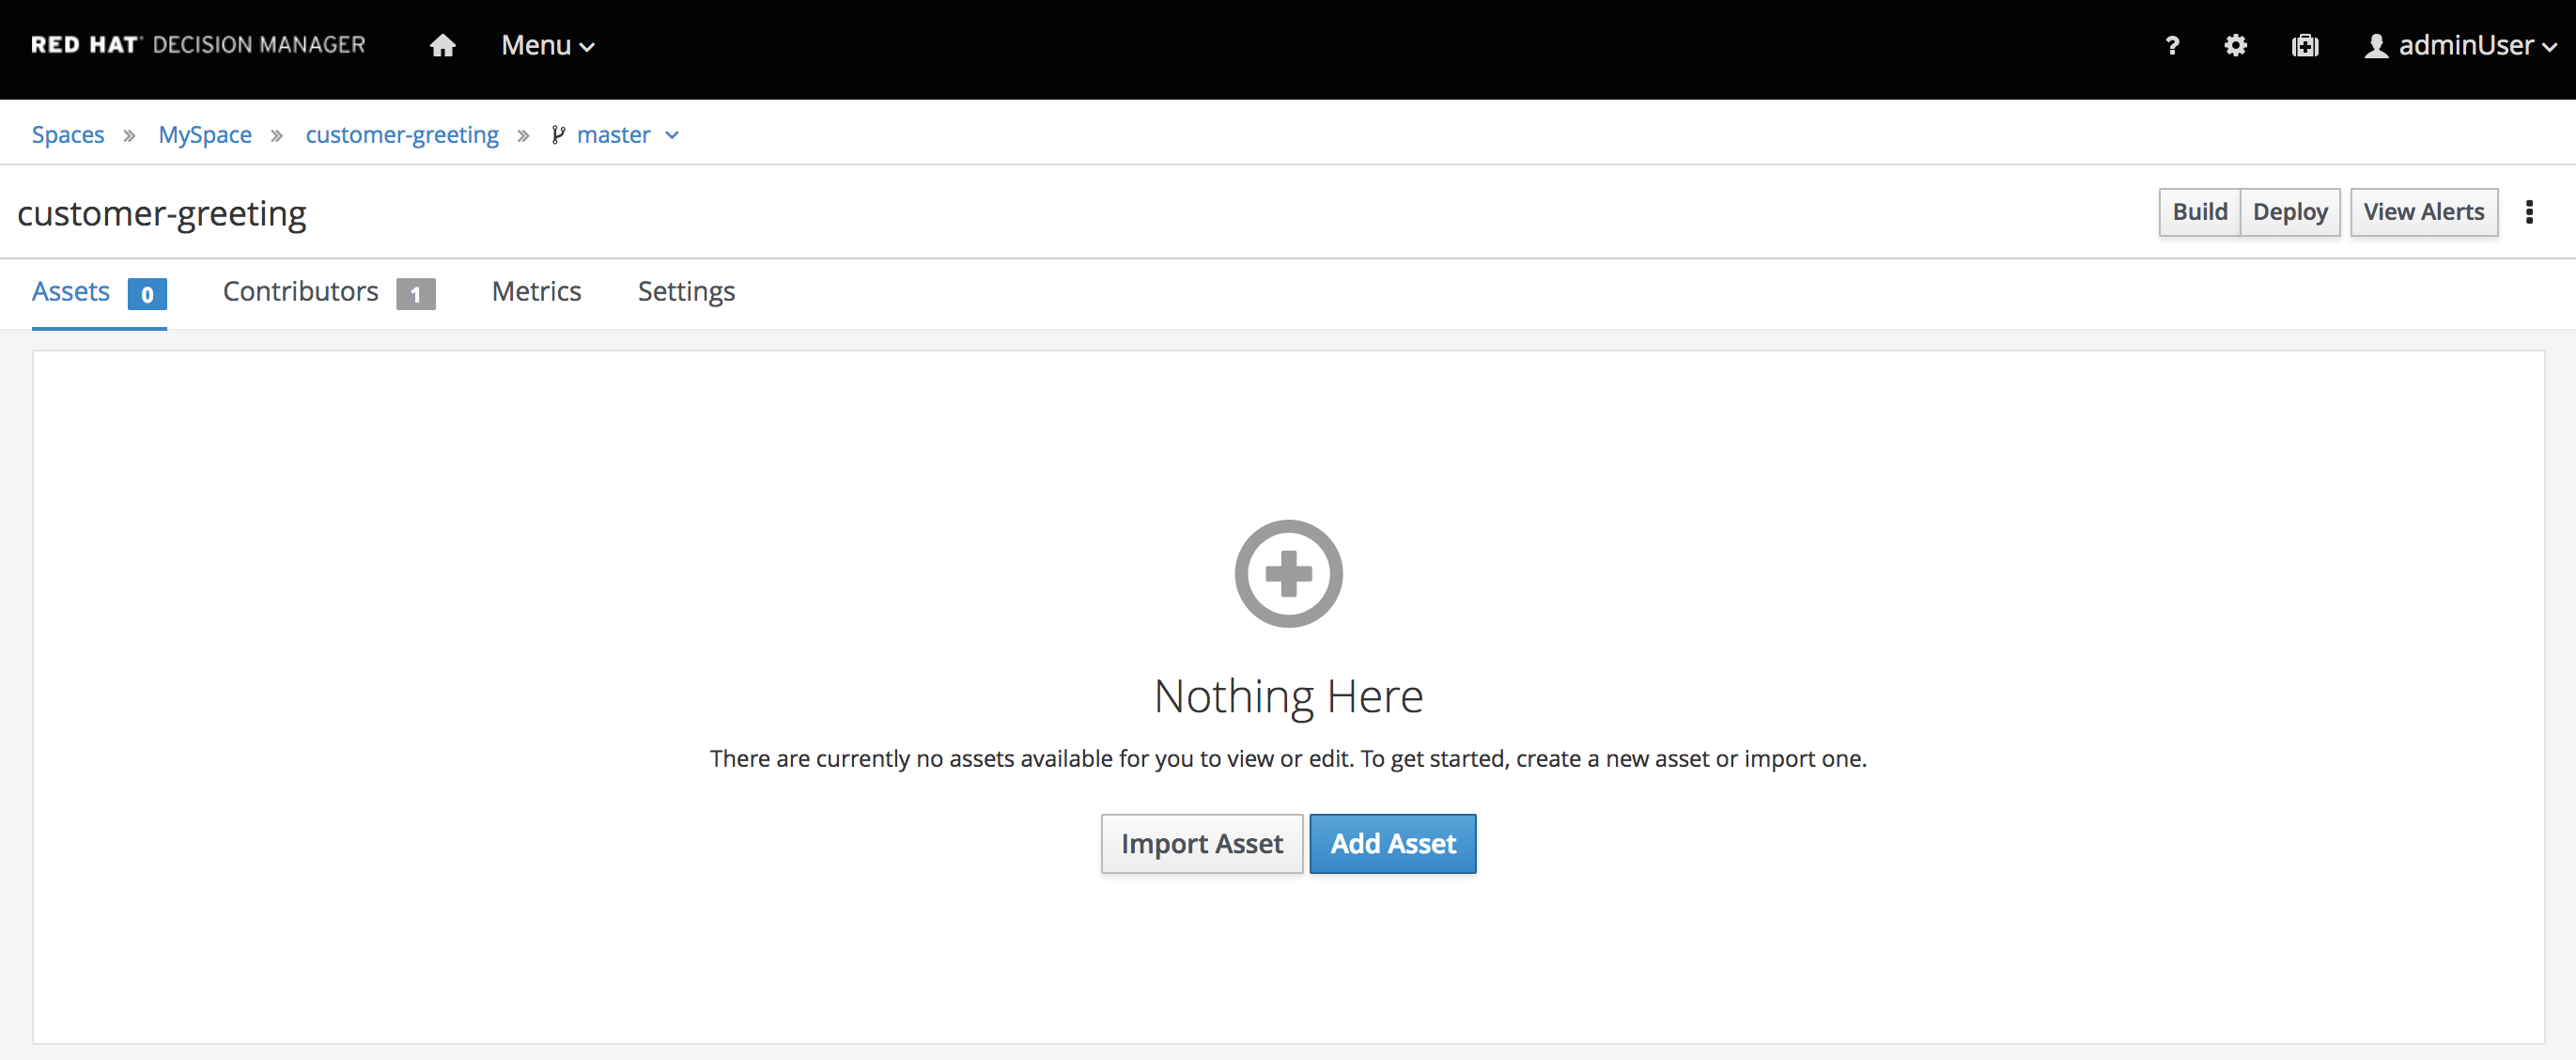 RED HAT® DECISION MANAGER Menu ? adminUser
Spaces » MySpace » customer-greeting » master
customer-greeting Build Deploy View Alerts
Assets 0 Contributors 1 Metrics Settings
Nothing Here
There are currently no assets available for you to view or edit. To get started, create a new asset or import one.
Import Asset Add Asset